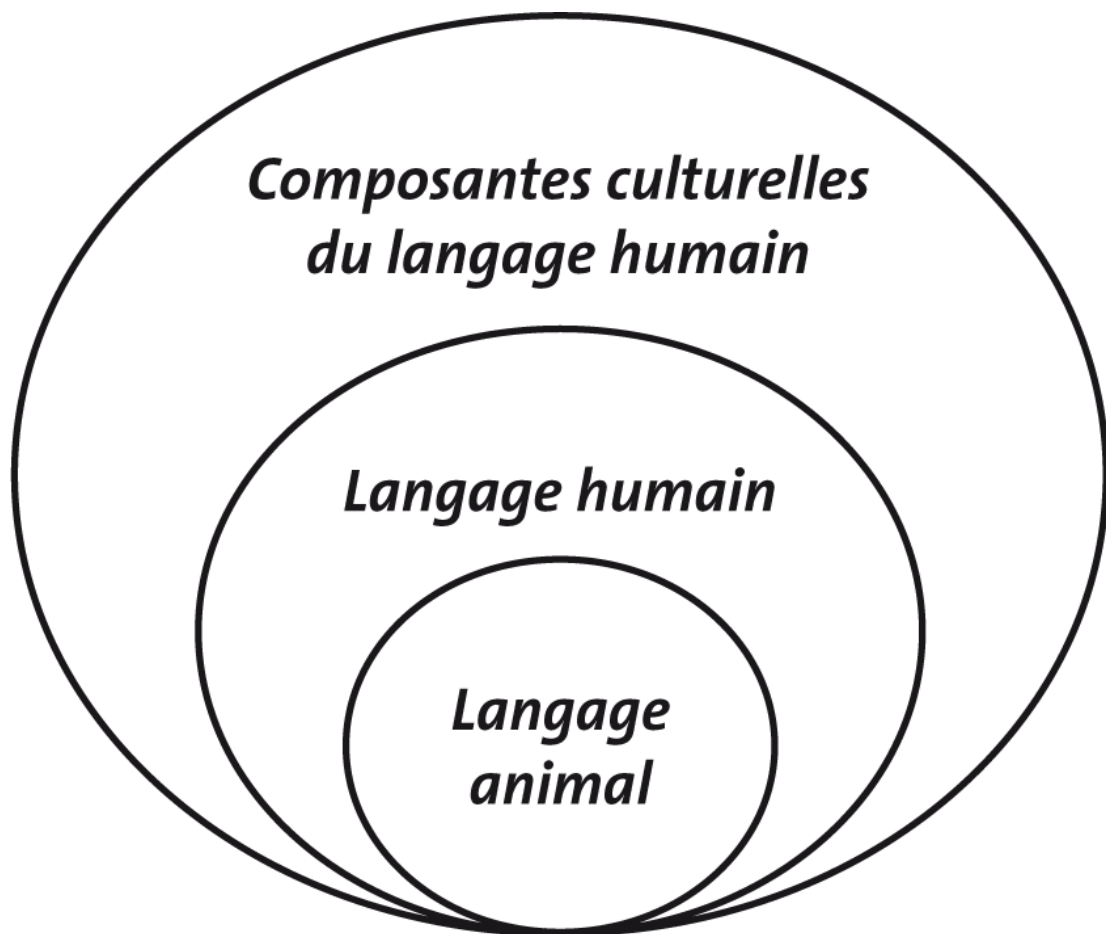 Composantes culturelles
du langage humain
Langage humain
Langage
animal